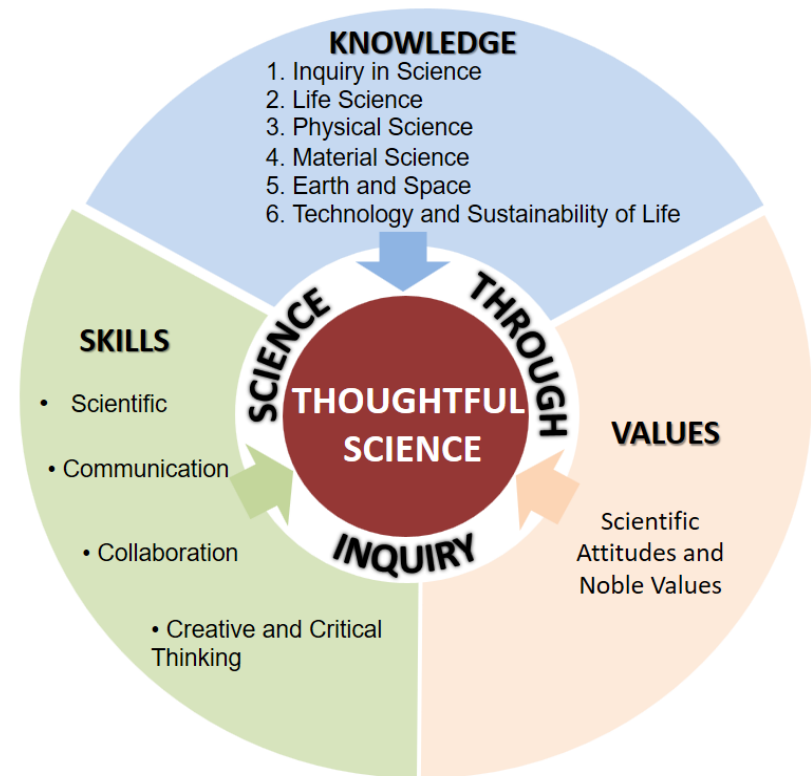 KNOWLEDGE
1. Inquiry in Science
2. Life Science
3. Physical Science
4. Material Science
5. Earth and Space
6. Technology and Sustainability of Life
SKILLS
• Scientific
• Communication
• Collaboration
• Creative and Critical
Thinking
SCIENCE
THROUGH
INQUIRY
THOUGHTFUL
SCIENCE
VALUES
Scientific
Attitudes and
Noble Values